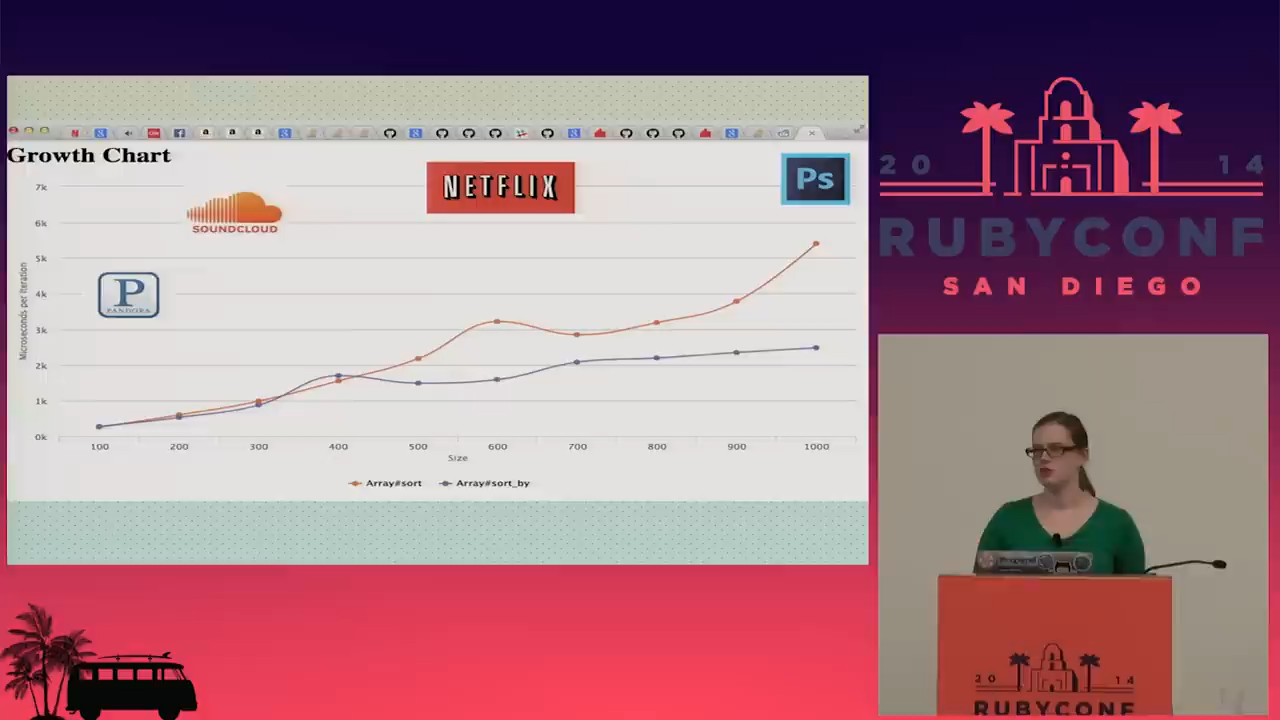 Growth Chart
7k
6k
5k
4k
3k
2k
1k
0k
Microseconds per Iteration
100 200 300 400 500 600 700 800 900 1000
Size
Array#sort Array#sort_by
SOUNDCLOUD
NETFLIX
Ps
P
PANDORA
20 14
RUBYCONF
SAN DIEGO
20 14
RUBYCONF